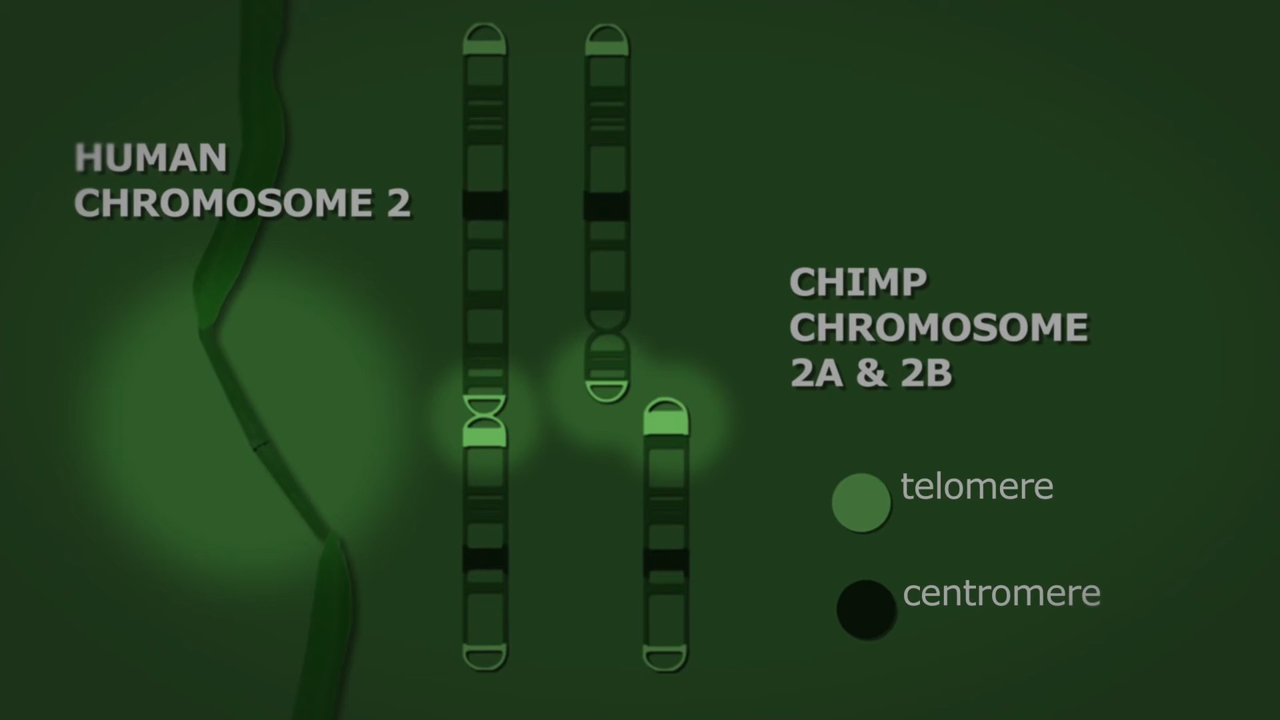 HUMAN
CHROMOSOME 2
CHIMP
CHROMOSOME
2A & 2B
telomere
centromere